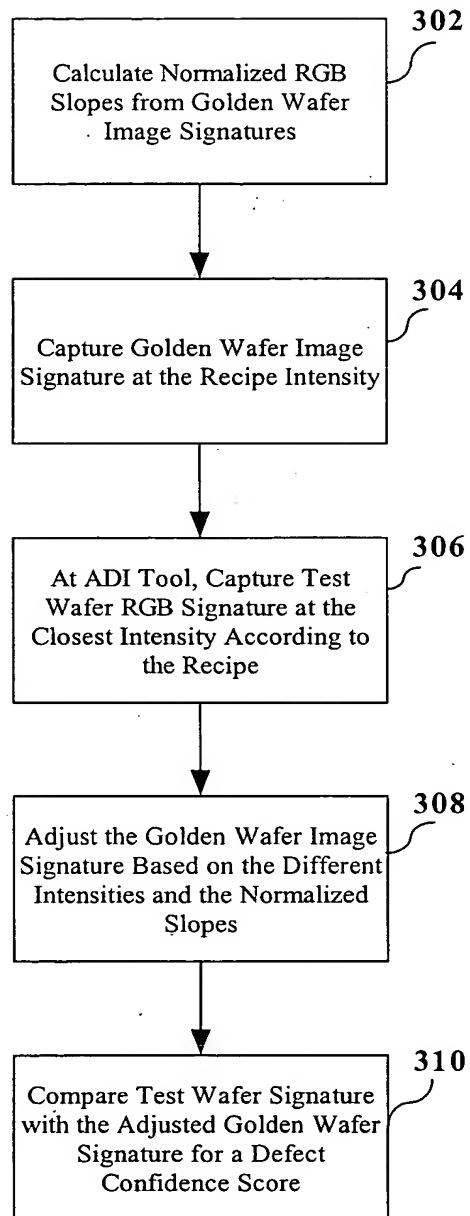 302
Calculate Normalized RGB
Slopes from Golden Wafer
Image Signatures
304
Capture Golden Wafer Image
Signature at the Recipe Intensity
306
At ADI Tool, Capture Test
Wafer RGB Signature at the
Closest Intensity According to
the Recipe
308
Adjust the Golden Wafer Image
Signature Based on the Different
Intensities and the Normalized
Slopes
310
Compare Test Wafer Signature
with the Adjusted Golden Wafer
Signature for a Defect
Confidence Score